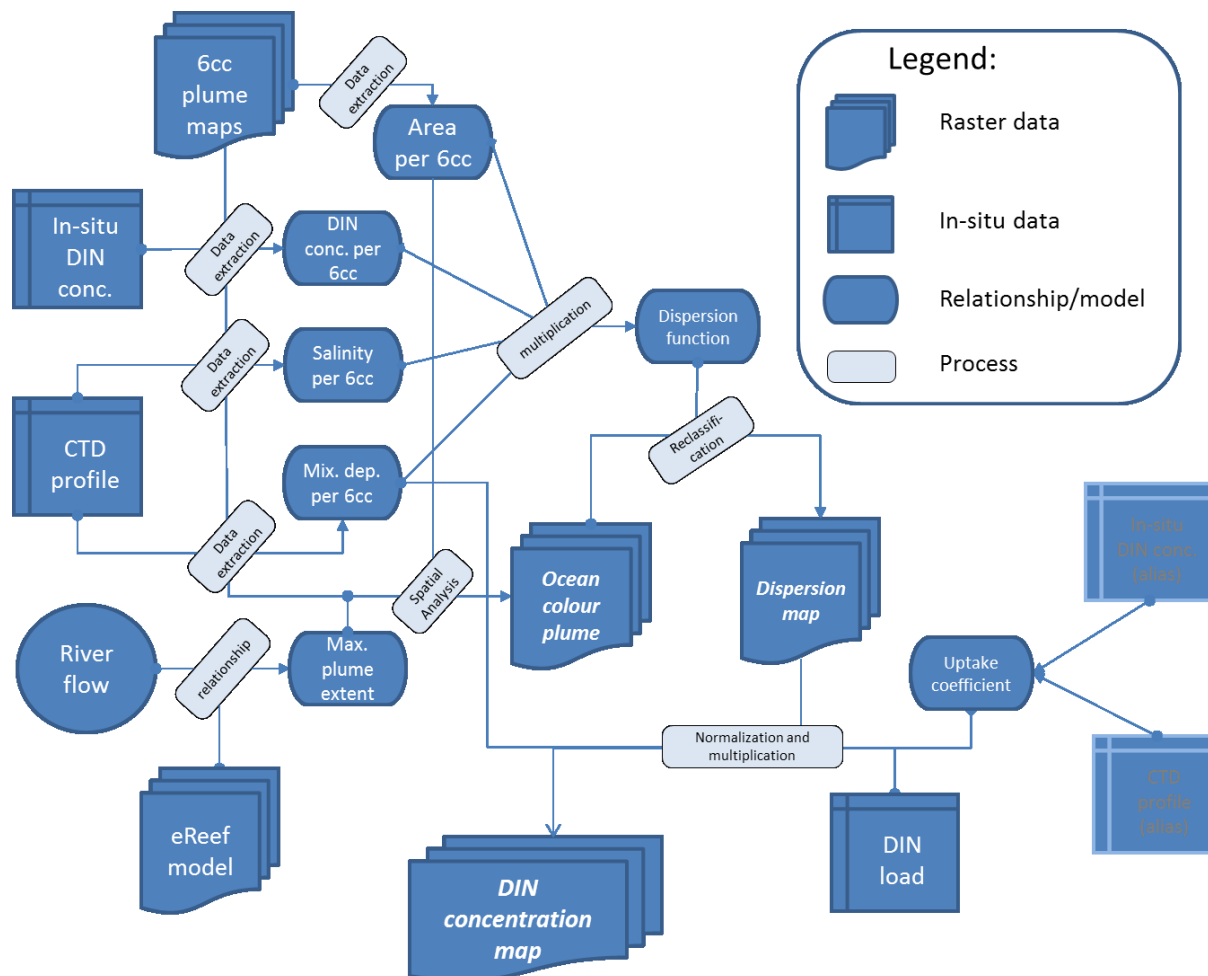 6cc
plume
maps
Data
extraction
Area
per 6cc
Legend:
Raster data
In-situ data
Relationship/model
Process
In-situ
DIN
conc.
Data
extraction
DIN
conc. per
6cc
multiplication
Dispersion
function
Data
extraction
Salinity
per 6cc
CTD
profile
Mix. dep.
per 6cc
Data
extraction
Reclassifi-
cation
Spatial
Analysis
Ocean
colour
plume
Dispersion
map
In-situ
DIN conc.
(alias)
River
flow
relationship
Max.
plume
extent
Uptake
coefficient
Normalization and
multiplication
CTD
profile
(alias)
eReef
model
DIN
load
DIN
concentration
map